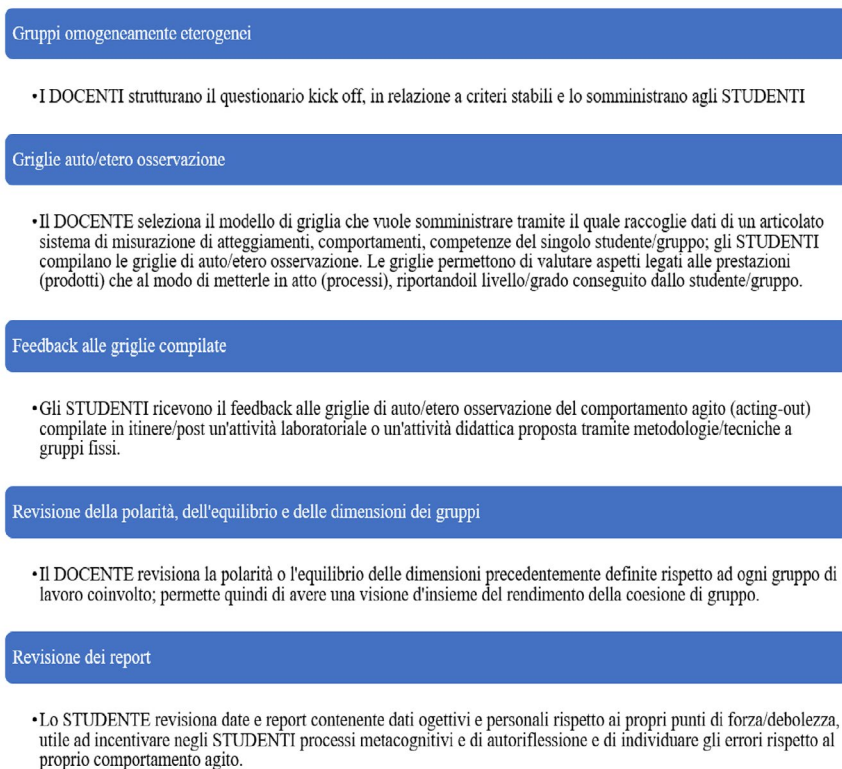 Gruppi omogeneamente eterogenei
•I DOCENTI strutturano il questionario kick off, in relazione a criteri stabili e lo somministrano agli STUDENTI
Griglie auto/etero osservazione
•Il DOCENTE seleziona il modello di griglia che vuole somministrare tramite il quale raccoglie dati di un articolato
sistema di misurazione di atteggiamenti, comportamenti, competenze del singolo studente/gruppo; gli STUDENTI
compilano le griglie di auto/etero osservazione. Le griglie permettono di valutare aspetti legati alle prestazioni
(prodotti) che al modo di metterle in atto (processi), riportandoil livello/grado conseguito dallo studente/gruppo.
Feedback alle griglie compilate
•Gli STUDENTI ricevono il feedback alle griglie di auto/etero osservazione del comportamento agito (acting-out)
compilate in itinere/post un'attività laboratoriale o un'attività didattica proposta tramite metodologie/tecniche a
gruppi fissi.
Revisione della polarità, dell'equilibrio e delle dimensioni dei gruppi
•Il DOCENTE revisiona la polarità o l'equilibrio delle dimensioni precedentemente definite rispetto ad ogni gruppo di
lavoro coinvolto; permette quindi di avere una visione d'insieme del rendimento della coesione di gruppo.
Revisione dei report
•Lo STUDENTE revisiona date e report contenente dati ogettivi e personali rispetto ai propri punti di forza/debolezza,
utile ad incentivare negli STUDENTI processi metacognitivi e di autoriflessione e di individuare gli errori rispetto al
proprio comportamento agito.